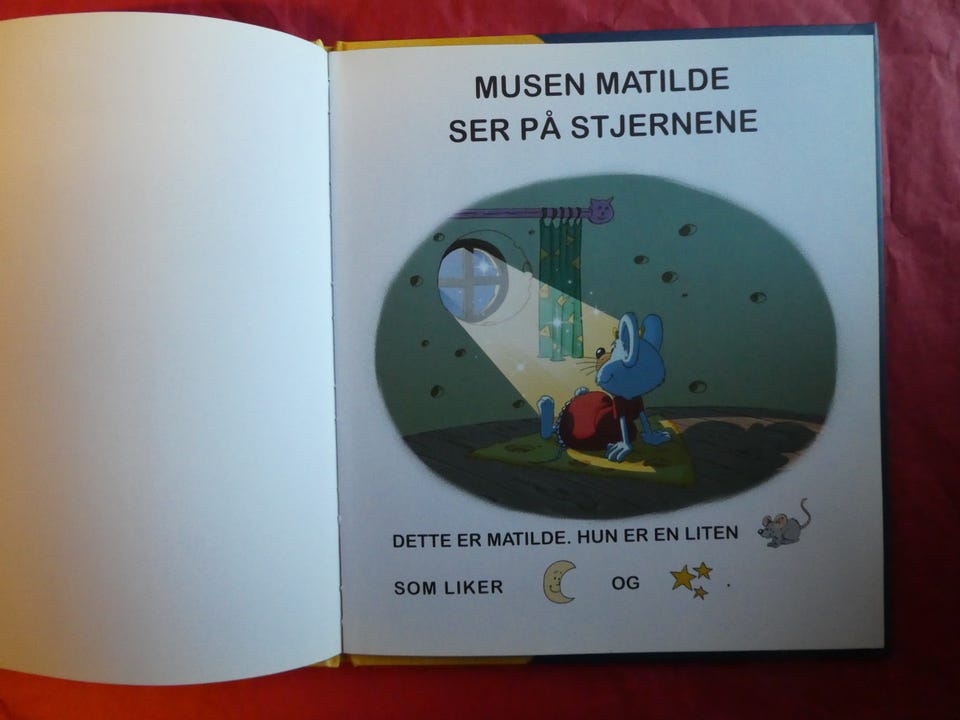 MUSEN MATILDE
SER PÅ STJERNENE
DETTE ER MATILDE. HUN ER EN LITEN
SOM LIKER OG .